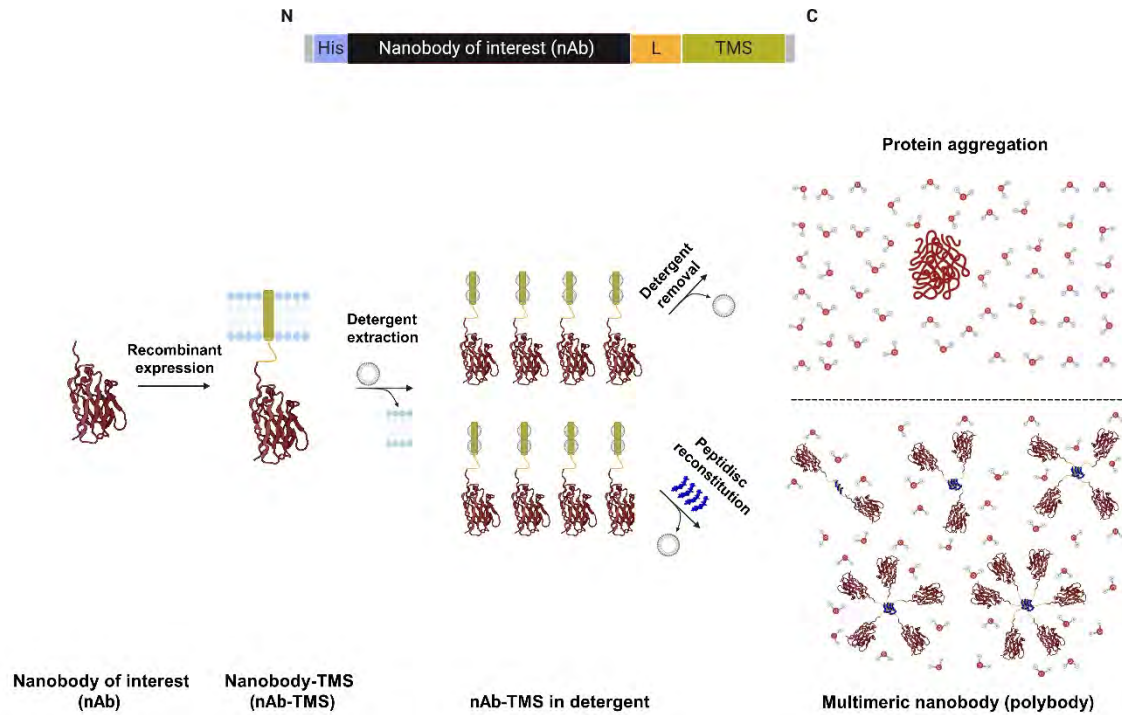 N
C
His
Nanobody of interest (nAb)
L
TMS
Protein aggregation
Recombinant
expression
Detergent
extraction
Detergent
removal
Peptidisc
reconstitution
Nanobody of interest
(nAb)
Nanobody-TMS
(nAb-TMS)
nAb-TMS in detergent
Multimeric nanobody (polybody)